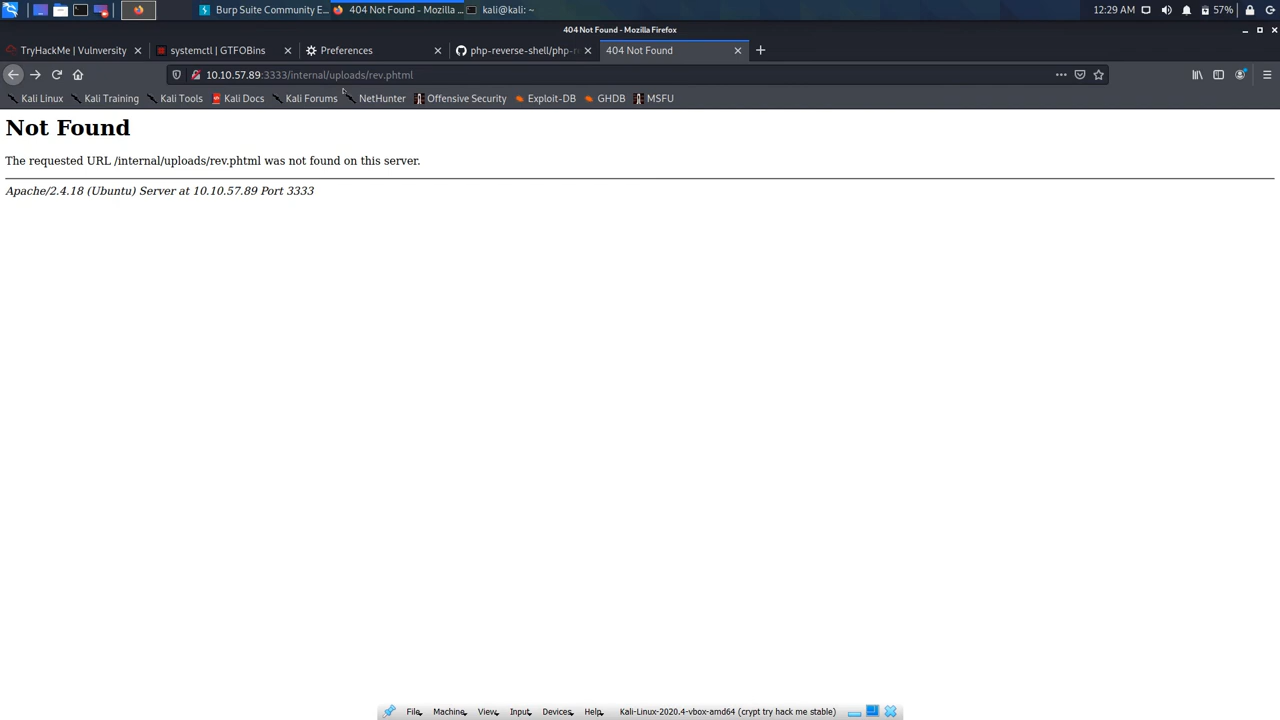 Burp Suite Community E...
404 Not Found - Mozilla ...
kali@kali: ~
12:29 AM
57%
404 Not Found - Mozilla Firefox
TryHackMe | Vulnversity
systemctl | GTFOBins
Preferences
php-reverse-shell/php-r
404 Not Found
10.10.57.89:3333/internal/uploads/rev.phtml
Kali Linux
Kali Training
Kali Tools
Kali Docs
Kali Forums
NetHunter
Offensive Security
Exploit-DB
GHDB
MSFU
Not Found
The requested URL /internal/uploads/rev.phtml was not found on this server.
Apache/2.4.18 (Ubuntu) Server at 10.10.57.89 Port 3333
File
Machine
View
Input
Devices
Help
Kali-Linux-2020.4-vbox-amd64 (crypt try hack me stable)